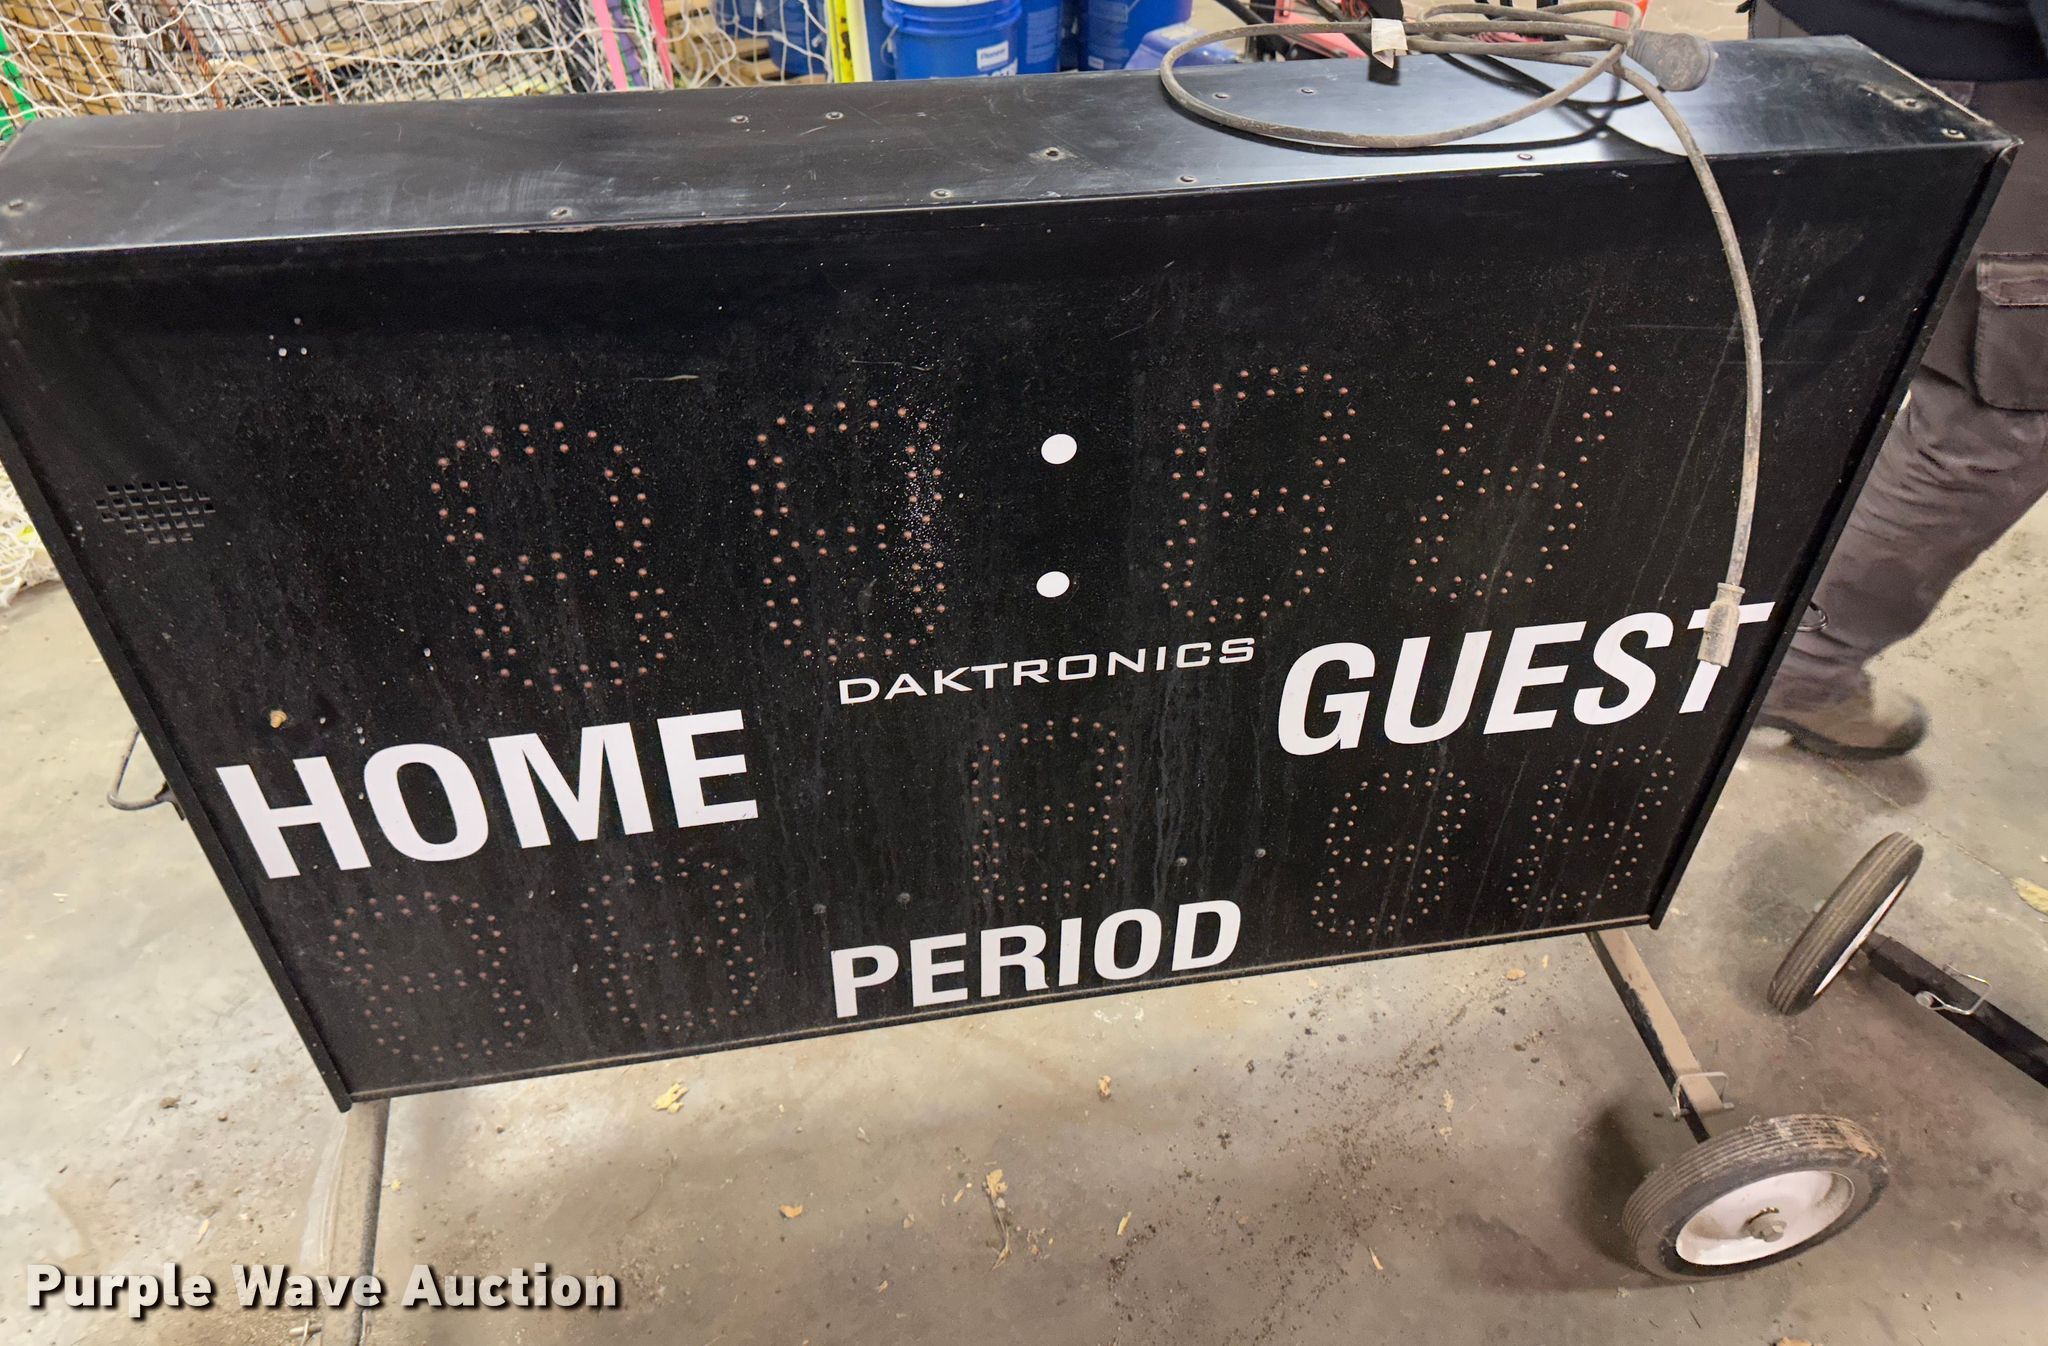 DAKTRONICS
HOME
GUEST
PERIOD
Purple Wave Auction